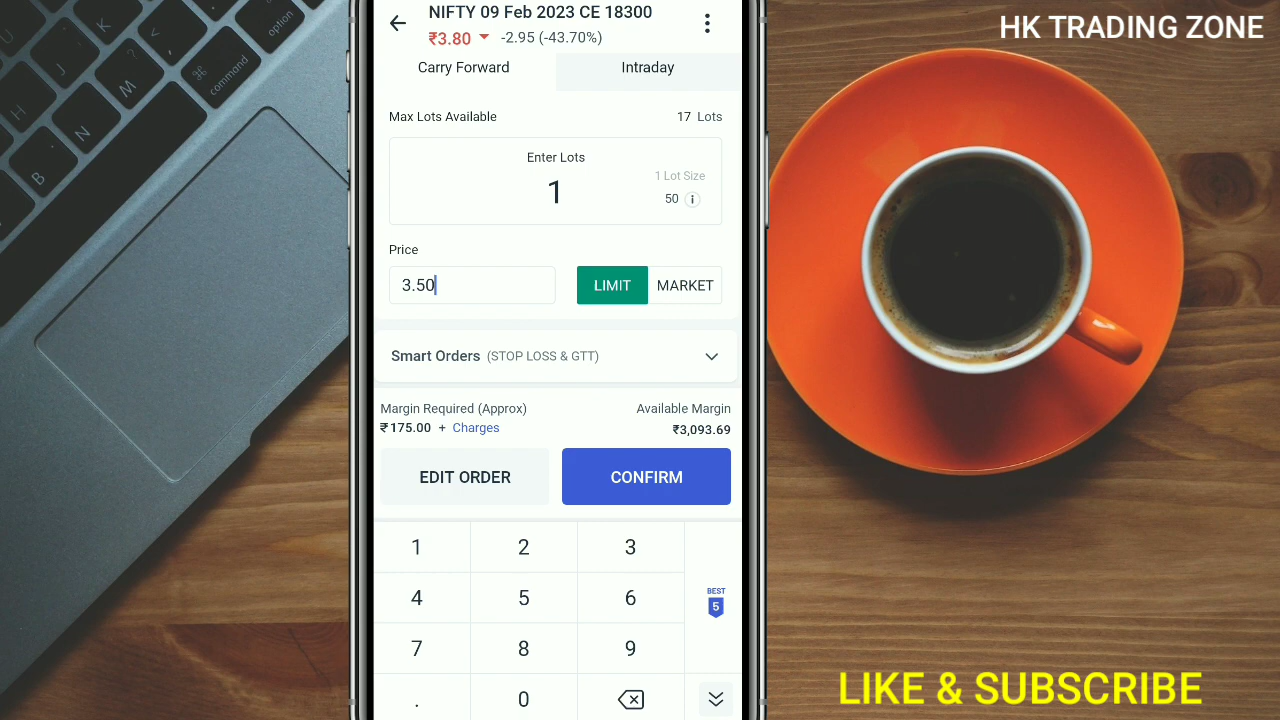 HK TRADING ZONE
NIFTY 09 Feb 2023 CE 18300
₹3.80 -2.95 (-43.70%)
Carry Forward Intraday
Max Lots Available 17 Lots
Enter Lots
1 Lot Size
1
50
Price
3.50 LIMIT MARKET
Smart Orders (STOP LOSS & GTT)
Margin Required (Approx) Available Margin
₹175.00 + Charges ₹3,093.69
EDIT ORDER CONFIRM
1 2 3
BEST
4 5 6 5
7 8 9
. 0
LIKE & SUBSCRIBE
option
command
⌘
K
J
H
M
N
B